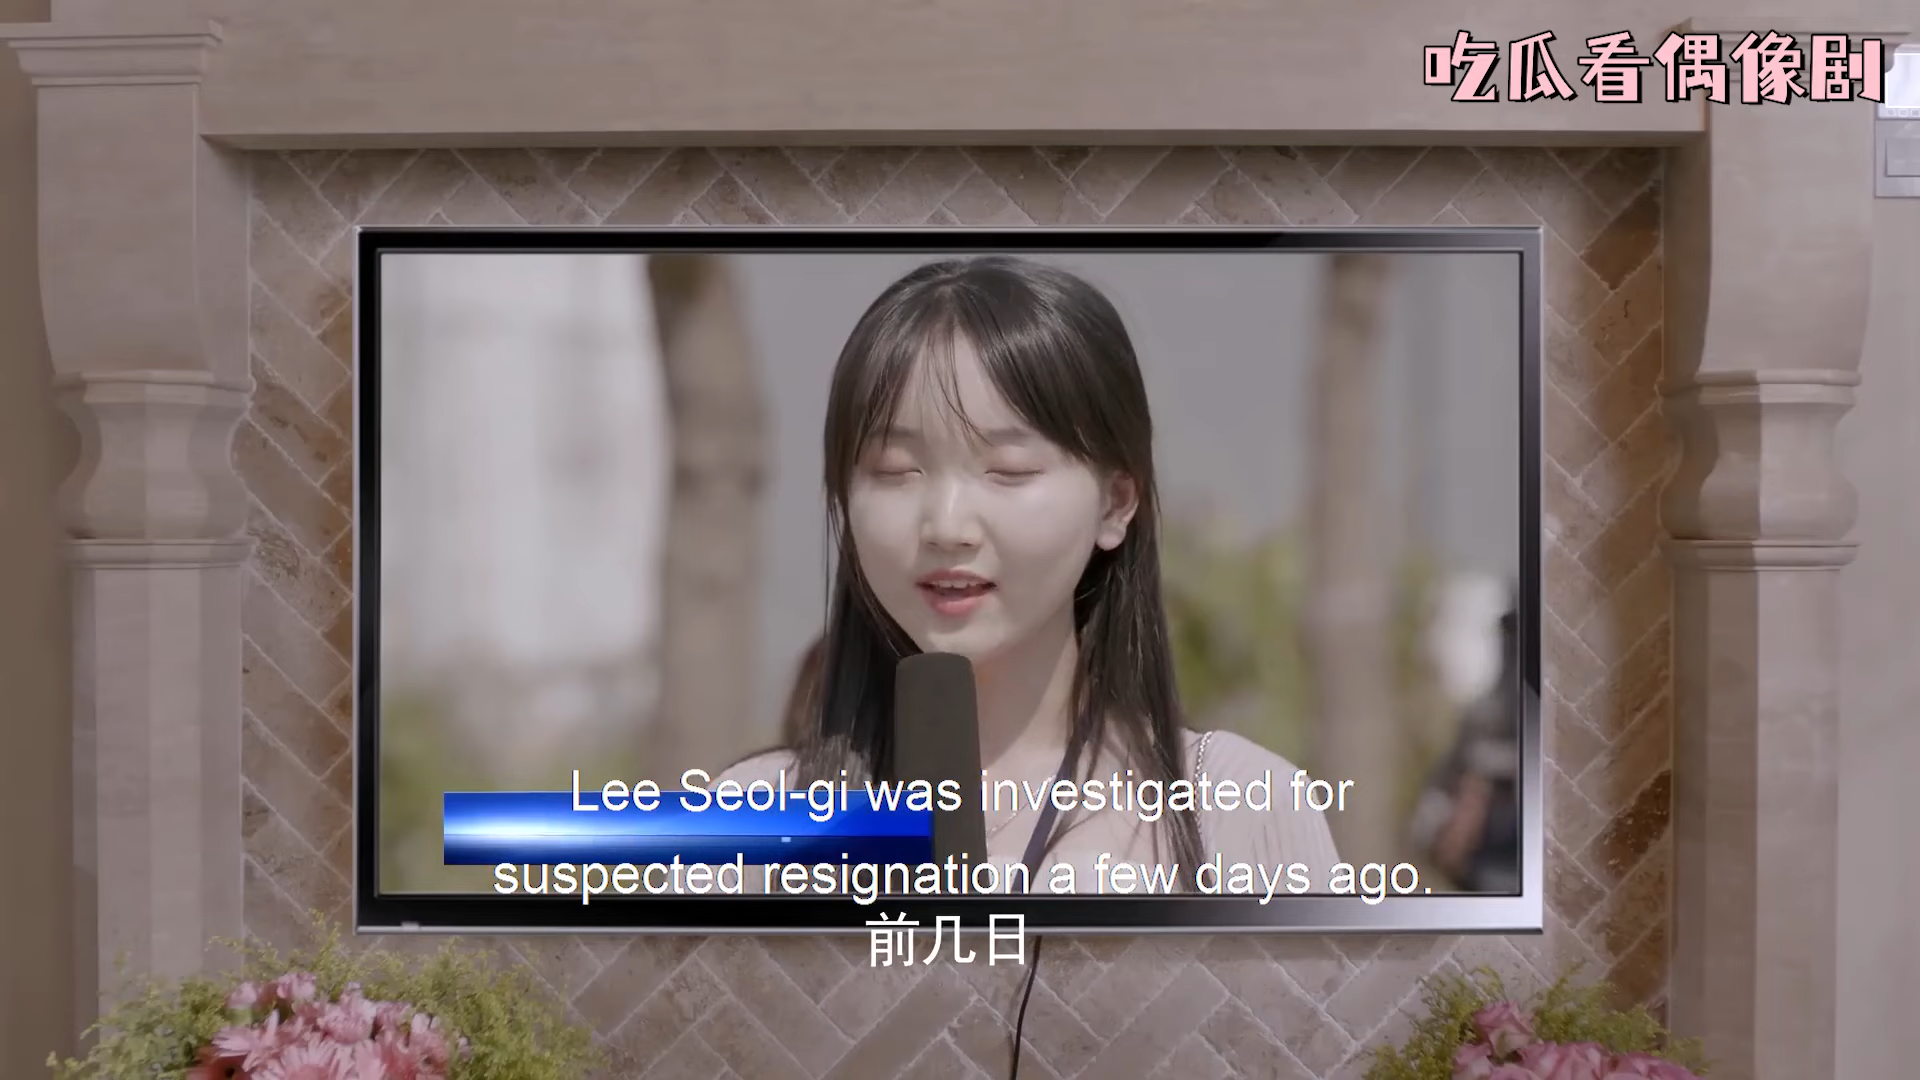 吃瓜看偶像剧
Lee Seol-gi was investigated for
suspected resignation a few days ago.
前几日